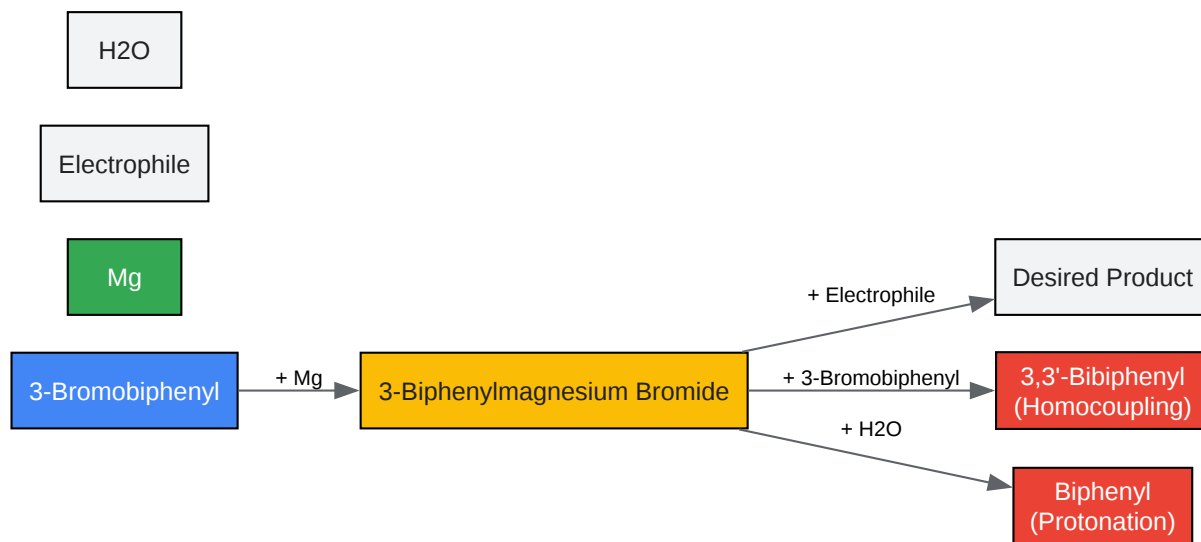 H2O
Electrophile
Mg
3-Bromobiphenyl
+ Mg
3-Biphenylmagnesium Bromide
+ Electrophile
+ 3-Bromobiphenyl
+ H2O
Desired Product
3,3'-Bibiphenyl
(Homocoupling)
Biphenyl
(Protonation)